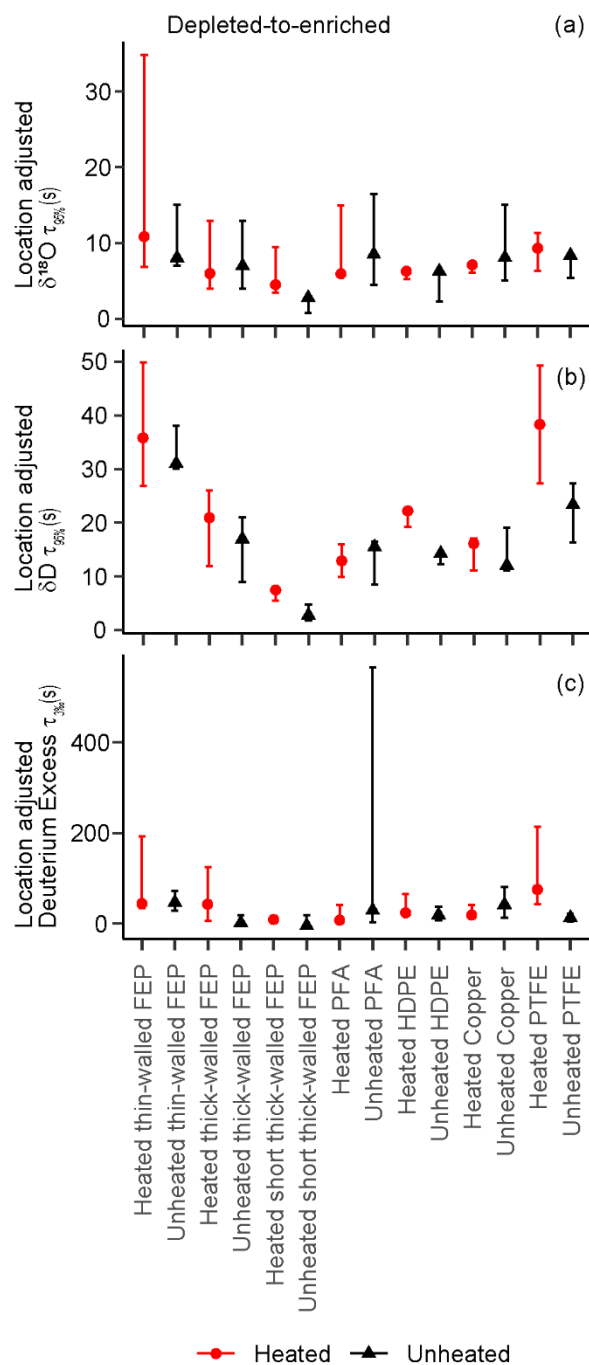 Depleted-to-enriched
(a)
Location adjusted
δ¹⁸O τ₉₅%(s)
30
20
10
0
(b)
Location adjusted
δD τ₉₅%(s)
50
40
30
20
10
0
(c)
Location adjusted
Deuterium Excess τ₃‰(s)
400
200
0
Heated thin-walled FEP
Unheated thin-walled FEP
Heated thick-walled FEP
Unheated thick-walled FEP
Heated short thick-walled FEP
Unheated short thick-walled FEP
Heated PFA
Unheated PFA
Heated HDPE
Unheated HDPE
Heated Copper
Unheated Copper
Heated PTFE
Unheated PTFE
Heated
Unheated